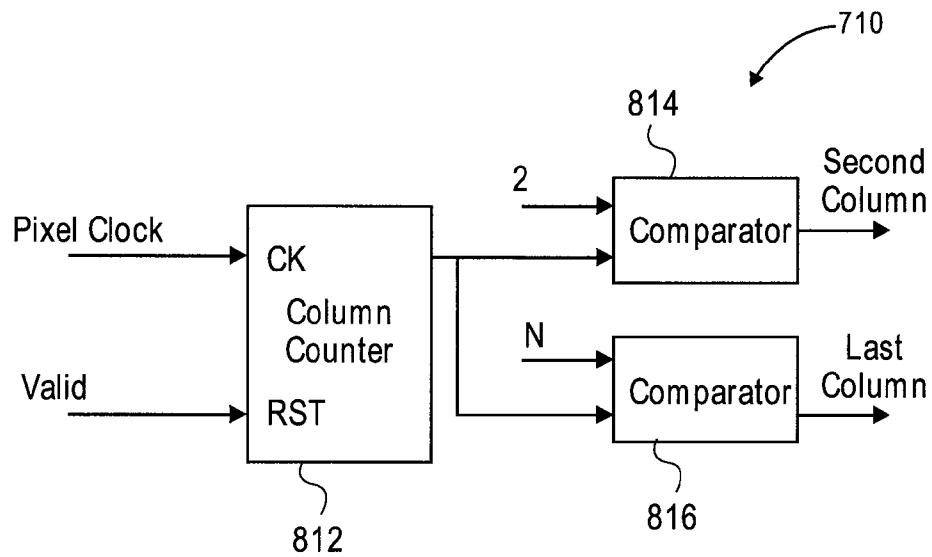 710
814
2
Second
Column
Pixel Clock
CK
Comparator
Column
Counter
N
Last
Column
Valid
RST
Comparator
812
816